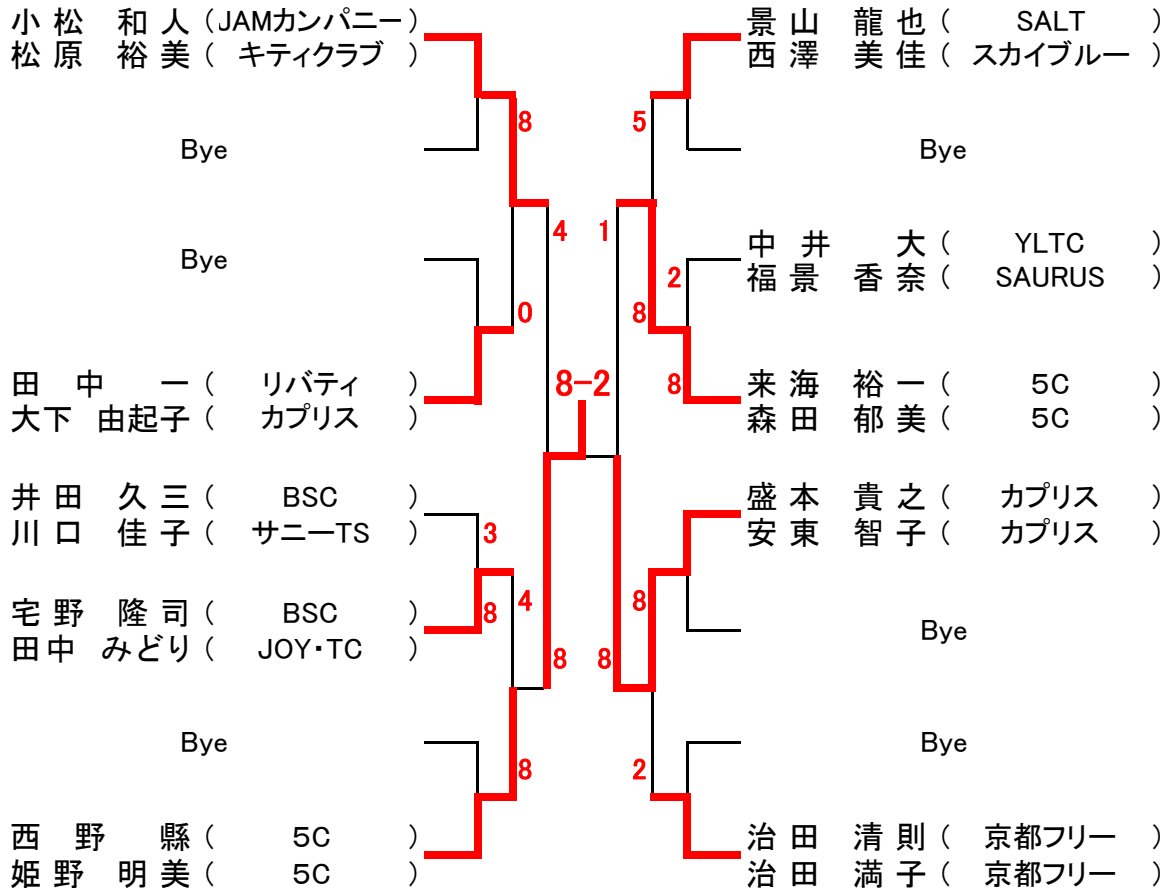 小松 和人 (JAMカンパニー)
松原 裕美 ( キティクラブ )
8
Bye
4
Bye
0
田中 一 ( リバティ )
大下 由起子 ( カプリス )
8-2
井田 久三 ( BSC )
川口 佳子 ( サニーTS )
3
4
宅野 隆司 ( BSC )
8
田中 みどり ( JOY・TC )
8
Bye
8
西野 縣 ( 5C )
姫野 明美 ( 5C )
景山 龍也 ( SALT )
西澤 美佳 ( スカイブルー )
5
Bye
1
中井 大 ( YLTC )
福景 香奈 ( SAURUS )
2
8
8
来海 裕一 ( 5C )
森田 郁美 ( 5C )
盛本 貴之 ( カプリス )
安東 智子 ( カプリス )
8
Bye
8
Bye
2
治田 清則 ( 京都フリー )
治田 満子 ( 京都フリー )